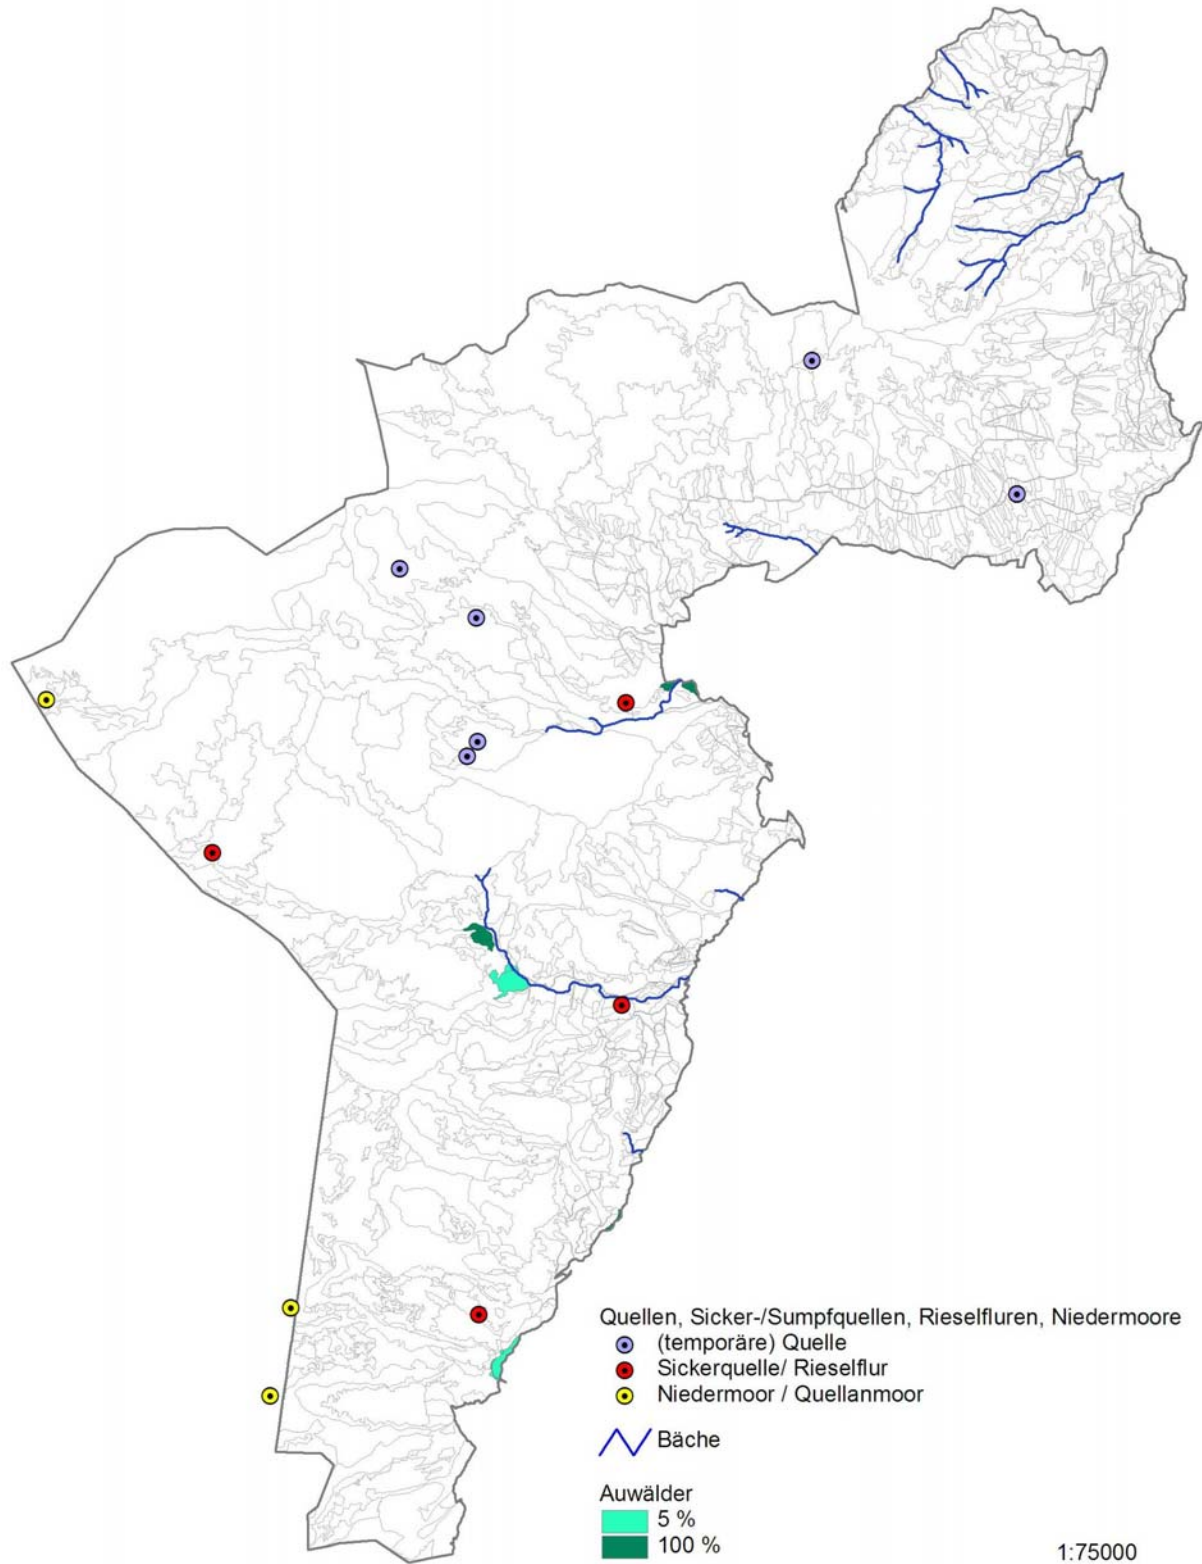 Quellen, Sicker-/Sumpfquellen, Rieselfluren, Niedermoore
(temporäre) Quelle
Sickerquelle/ Rieselflur
Niedermoor / Quellanmoor
Bäche
Auwälder
5 %
100 %
1:75000